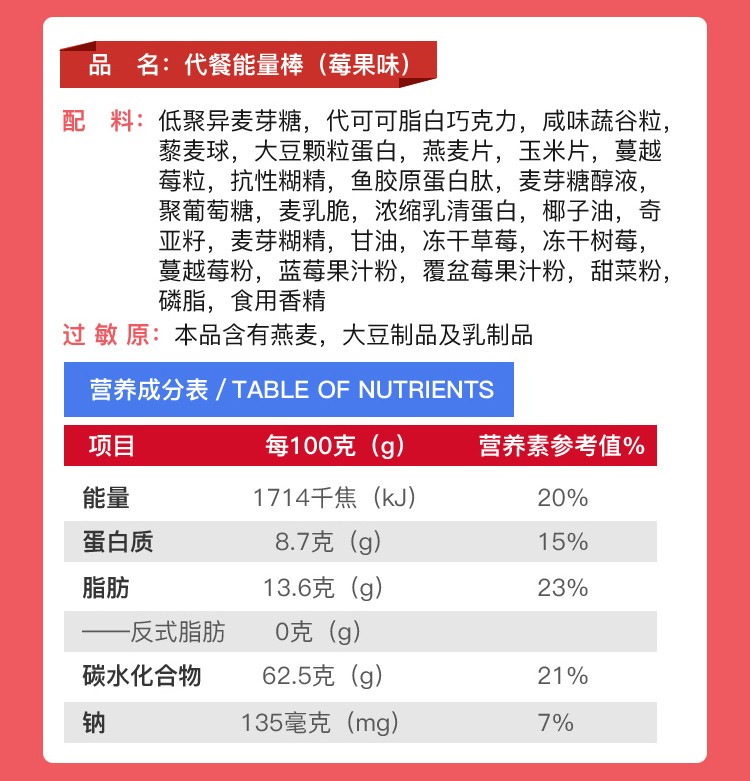 品 名：代餐能量棒（莓果味）
配 料：低聚异麦芽糖，代可可脂白巧克力，咸味蔬谷粒，
藜麦球，大豆颗粒蛋白，燕麦片，玉米片，蔓越
莓粒，抗性糊精，鱼胶原蛋白肽，麦芽糖醇液，
聚葡萄糖，麦乳脆，浓缩乳清蛋白，椰子油，奇
亚籽，麦芽糊精，甘油，冻干草莓，冻干树莓，
蔓越莓粉，蓝莓果汁粉，覆盆莓果汁粉，甜菜粉，
磷脂，食用香精
过 敏 原：本品含有燕麦，大豆制品及乳制品
营养成分表 / TABLE OF NUTRIENTS
项目 每100克（g） 营养素参考值%
能量 1714千焦（kJ） 20%
蛋白质 8.7克（g） 15%
脂肪 13.6克（g） 23%
——反式脂肪 0克（g）
碳水化合物 62.5克（g） 21%
钠 135毫克（mg） 7%